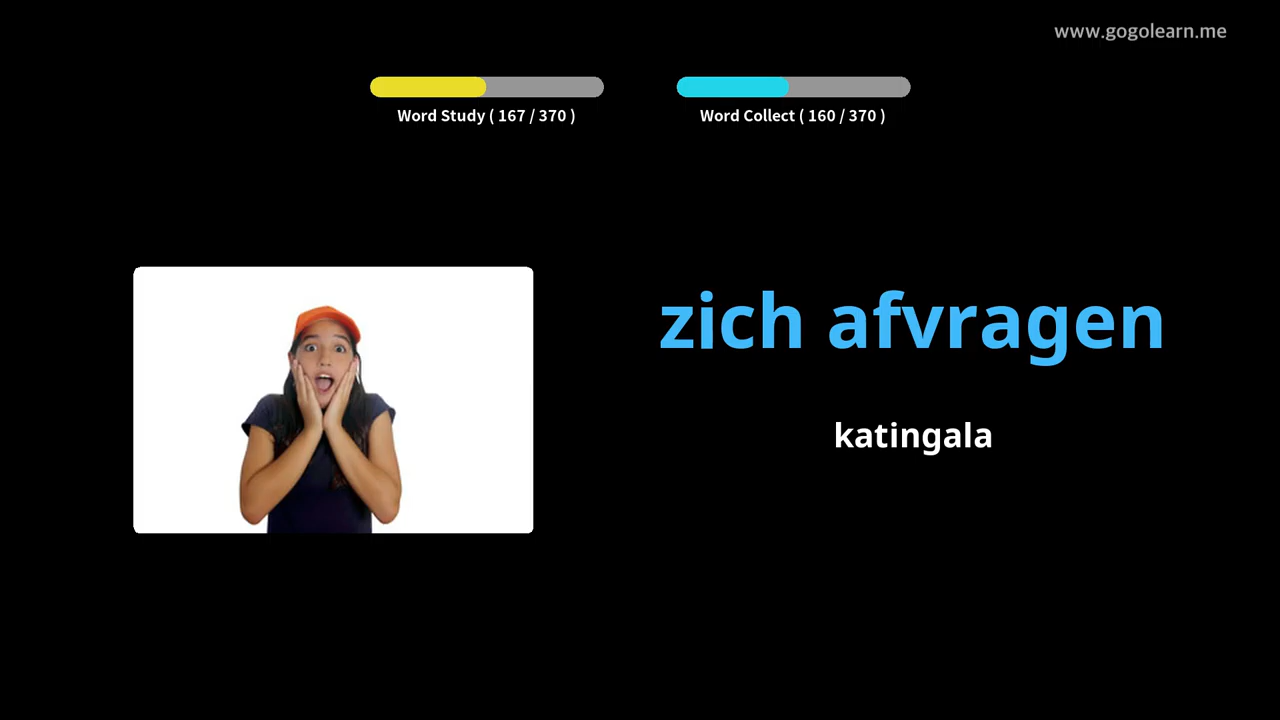 www.gogolearn.me
Word Study ( 167 / 370 )
Word Collect ( 160 / 370 )
zich afvragen
katingala